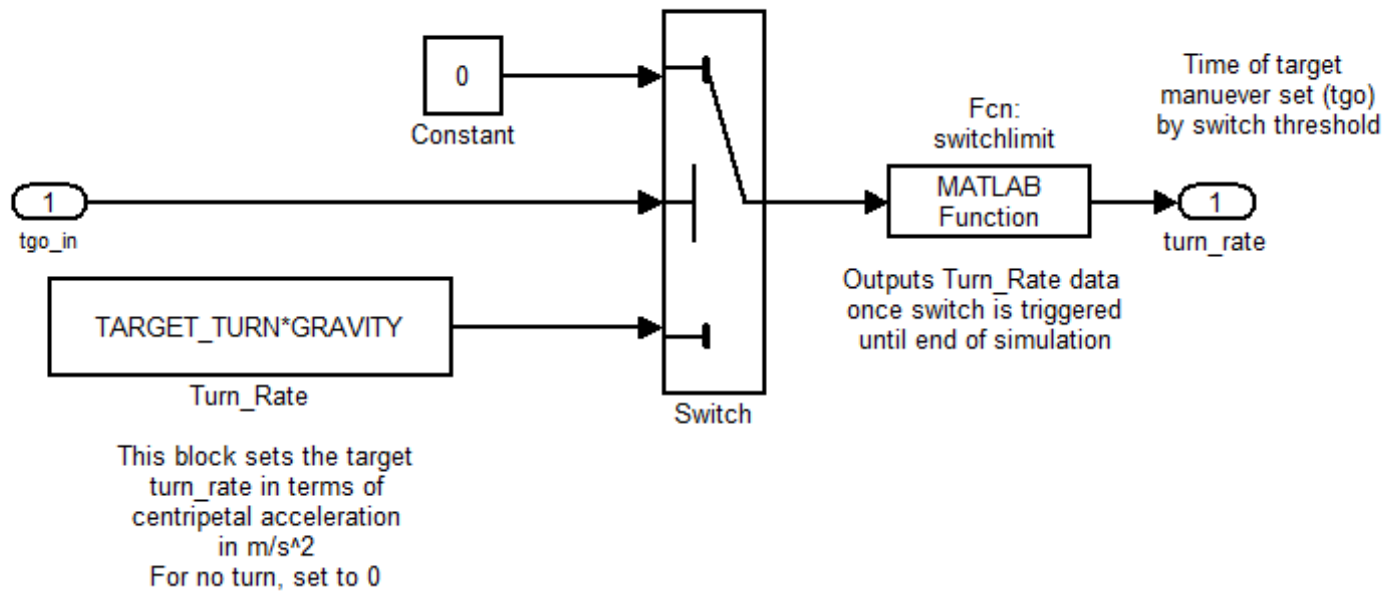 0
Constant
1
tgo_in
TARGET_TURN*GRAVITY
Turn_Rate
This block sets the target
turn_rate in terms of
centripetal acceleration
in m/s^2
For no turn, set to 0
Switch
Fcn:
switchlimit
MATLAB
Function
Outputs Turn_Rate data
once switch is triggered
until end of simulation
Time of target
manuever set (tgo)
by switch threshold
1
turn_rate